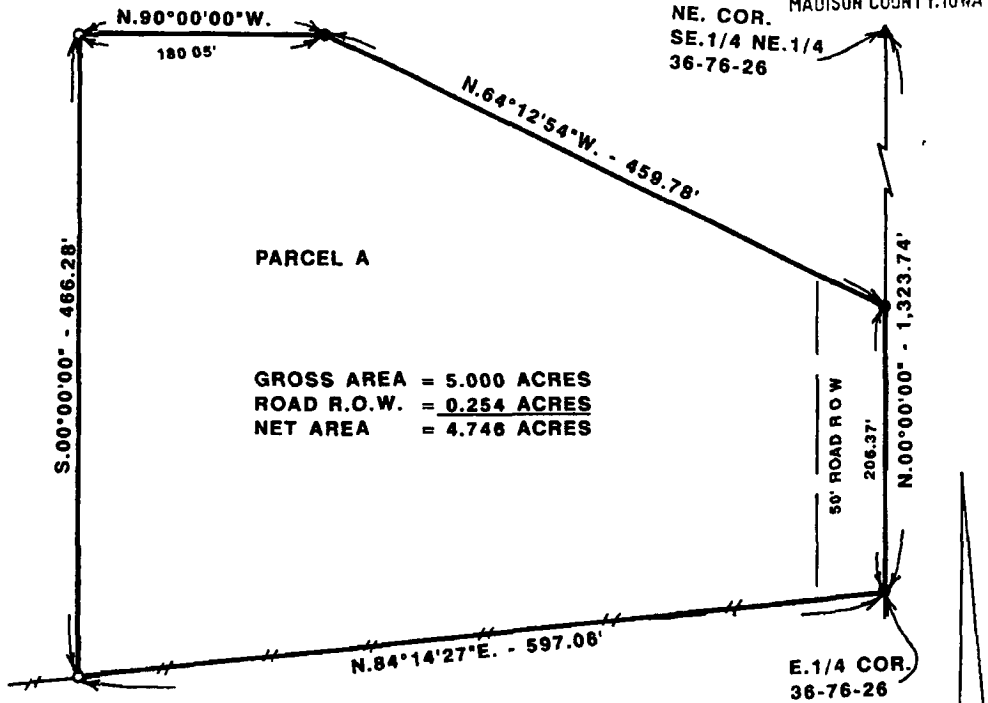 MADISON COUNTY, IOWA
N.90°00'00"W.
180 05'
NE. COR.
SE.1/4 NE.1/4
36-76-26
N.64°12'54"W. - 459.78'
S.00°00'00" - 466.28'
PARCEL A
GROSS AREA = 5.000 ACRES
ROAD R.O.W. = 0.254 ACRES
NET AREA = 4.746 ACRES
50' ROAD R O W
206.37'
N.00°00'00" - 1,323.74'
N.84°14'27"E. - 597.06'
E.1/4 COR.
36-76-26